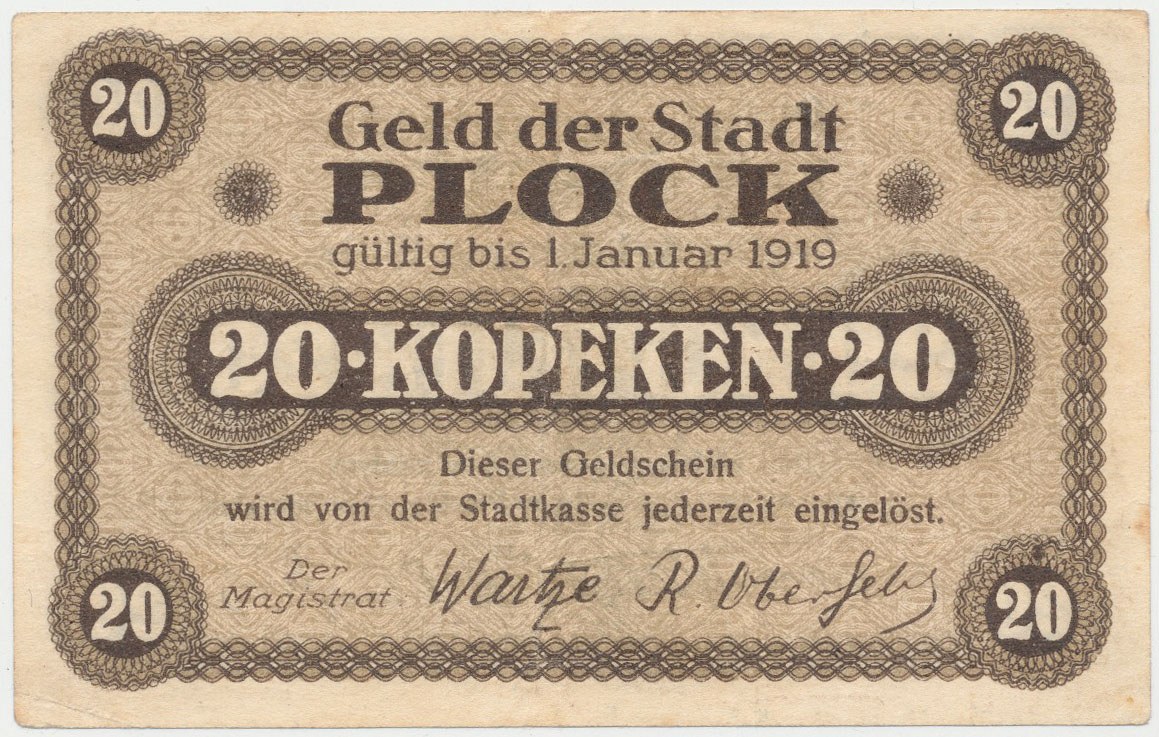 20 20
Geld der Stadt
PLOCK
gültig bis 1. Januar 1919
20·KOPEKEN·20
Dieser Geldschein
wird von der Stadtkasse jederzeit eingelöst.
Der
Magistrat: Wartze R.
20 20